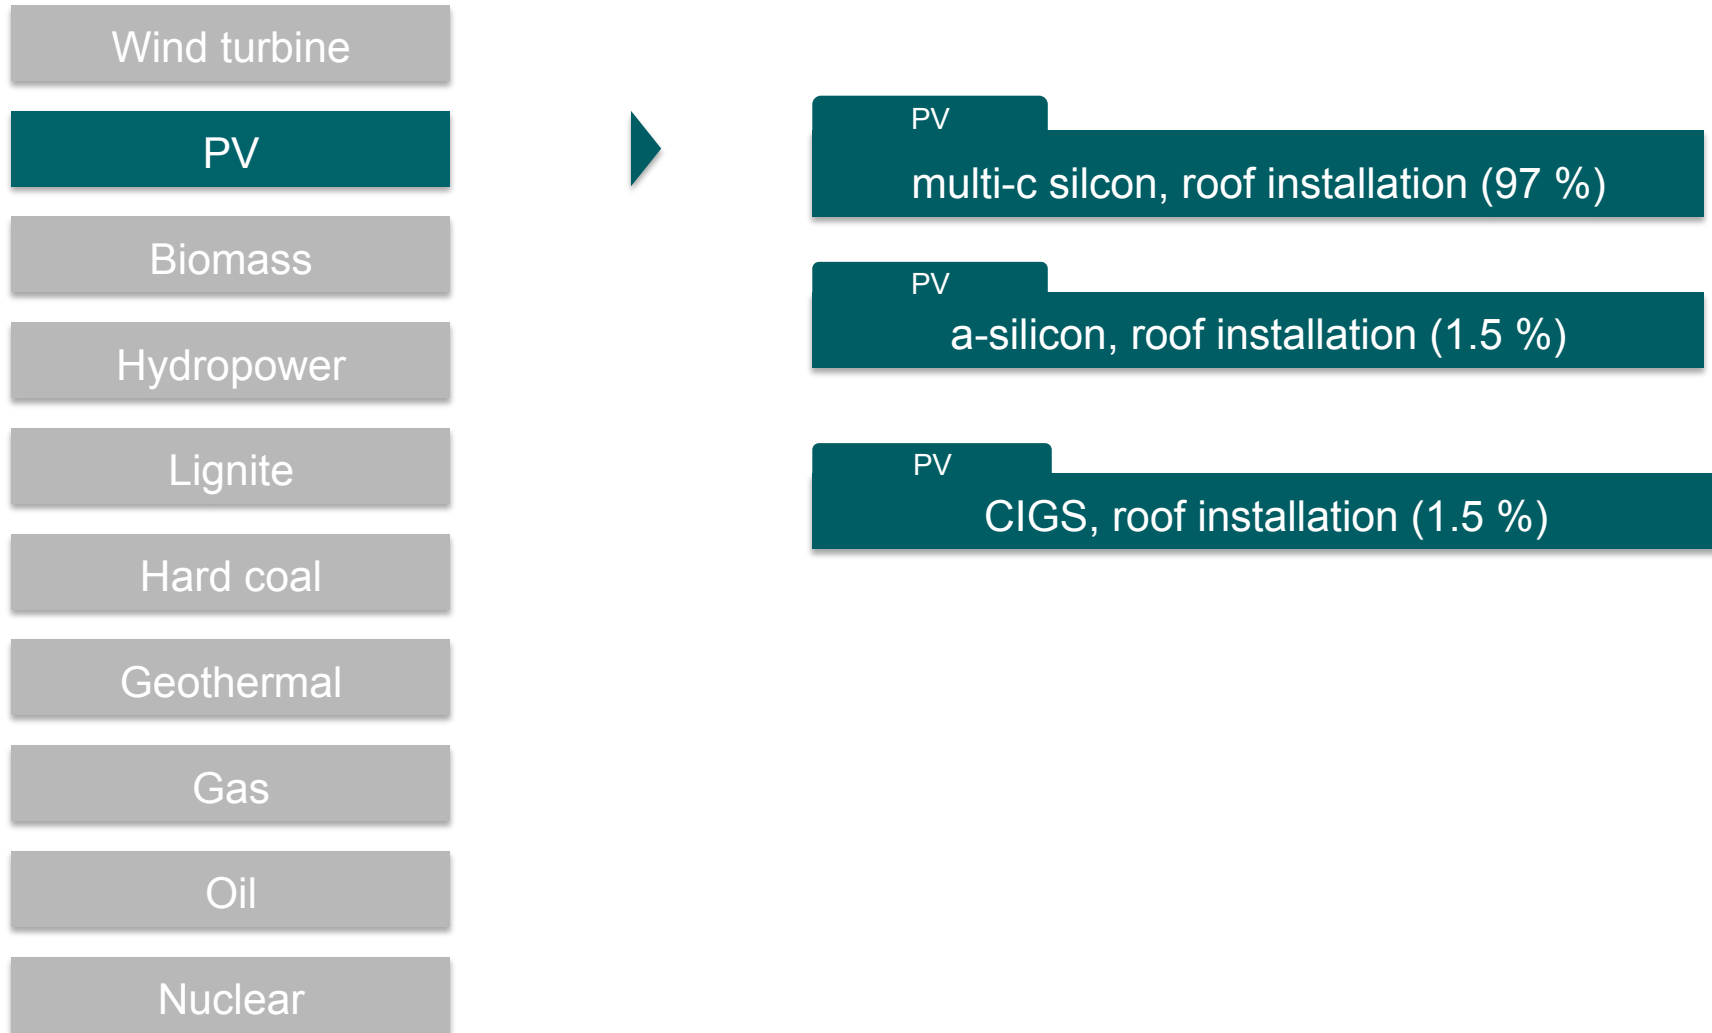 Wind turbine
PV
Biomass
Hydropower
Lignite
Hard coal
Geothermal
Gas
Oil
Nuclear
PV
multi-c silcon, roof installation (97 %)
PV
a-silicon, roof installation (1.5 %)
PV
CIGS, roof installation (1.5 %)